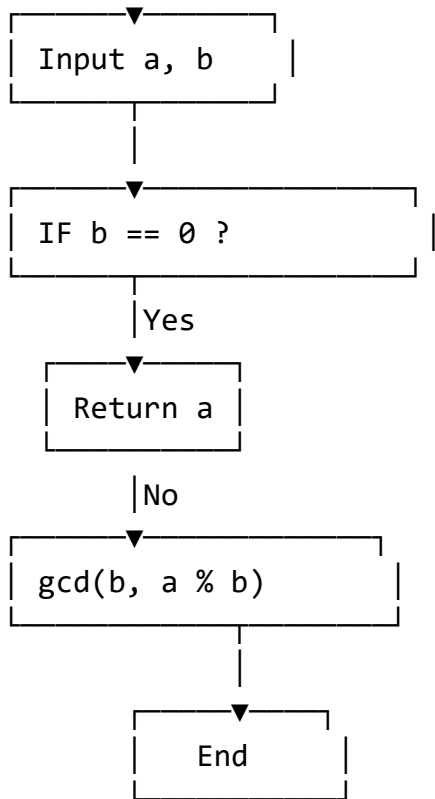 Input a, b
IF b == 0 ?
Yes
Return a
No
gcd(b, a % b)
End